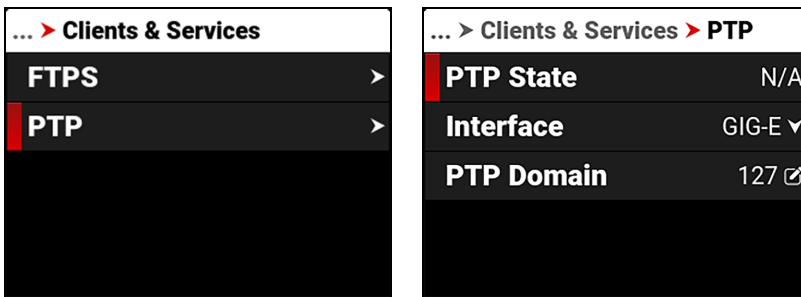 ... > Clients & Services
FTPS >
PTP >
... > Clients & Services > PTP
PTP State N/A
Interface GIG-E
PTP Domain 127